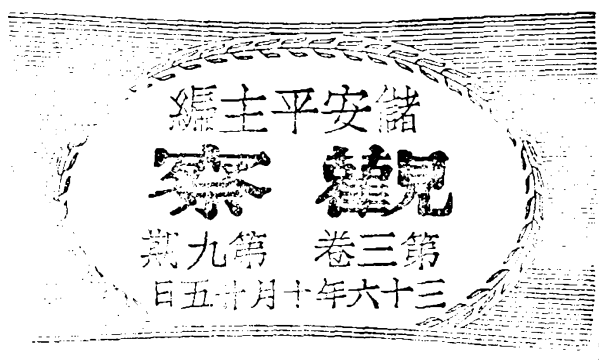 儲安平主編
觀察
第三卷 第九期
三十六年十月廿五日